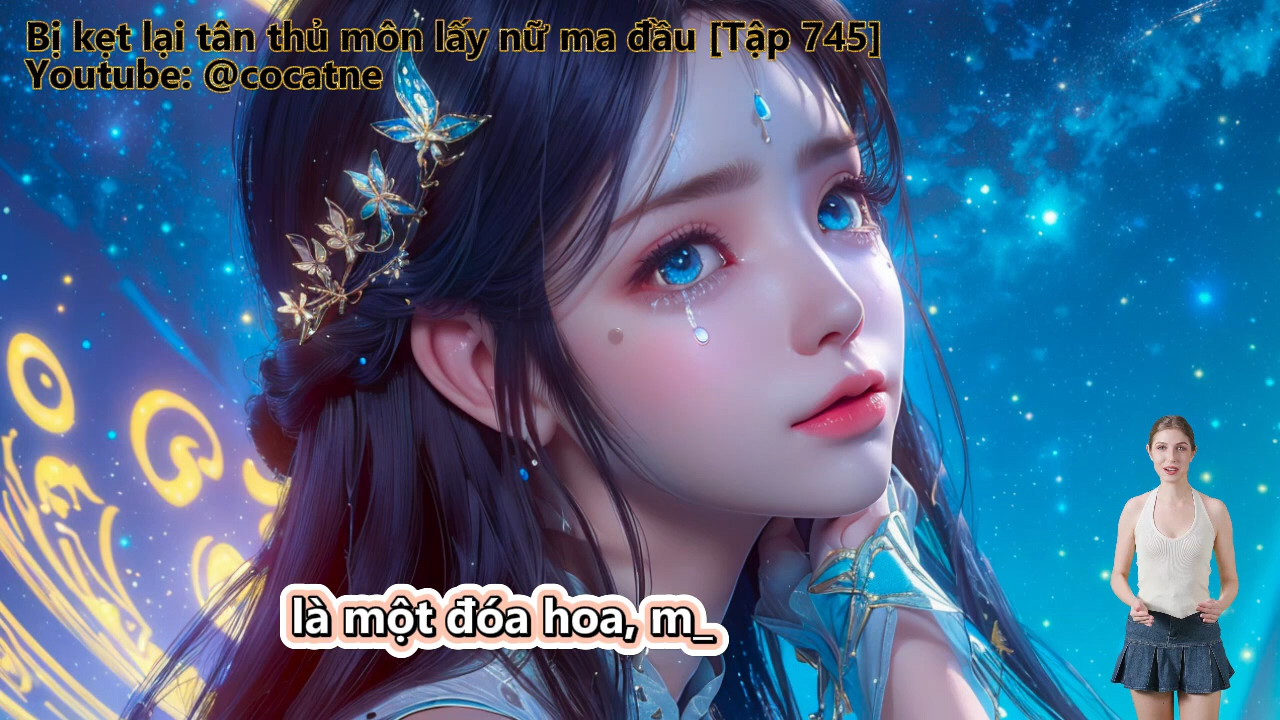 Bị kẹt lại tân thủ môn lấy nữ ma đầu [Tập 745]
Youtube: @cocatne
là một đóa hoa, m_